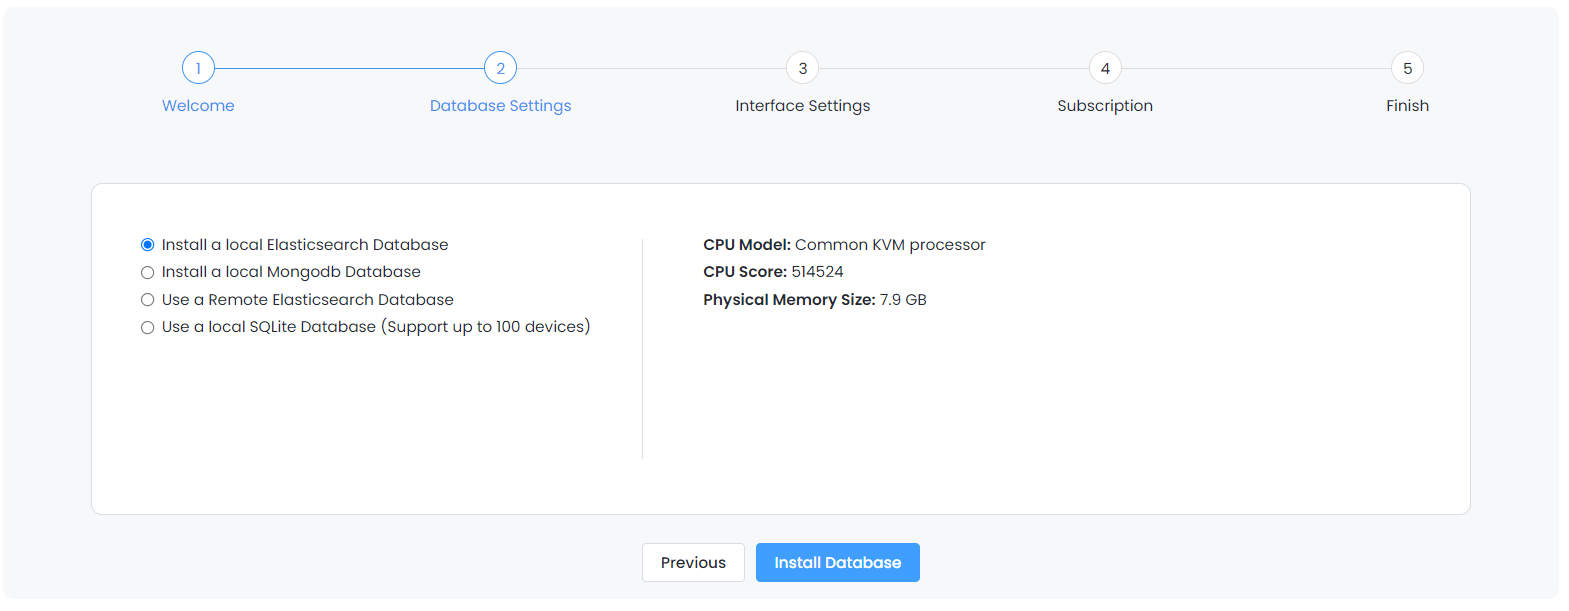 1
2
3
4
5
Welcome
Database Settings
Interface Settings
Subscription
Finish
Install a local Elasticsearch Database
Install a local Mongodb Database
Use a Remote Elasticsearch Database
Use a local SQLite Database (Support up to 100 devices)
CPU Model: Common KVM processor
CPU Score: 514524
Physical Memory Size: 7.9 GB
Previous
Install Database